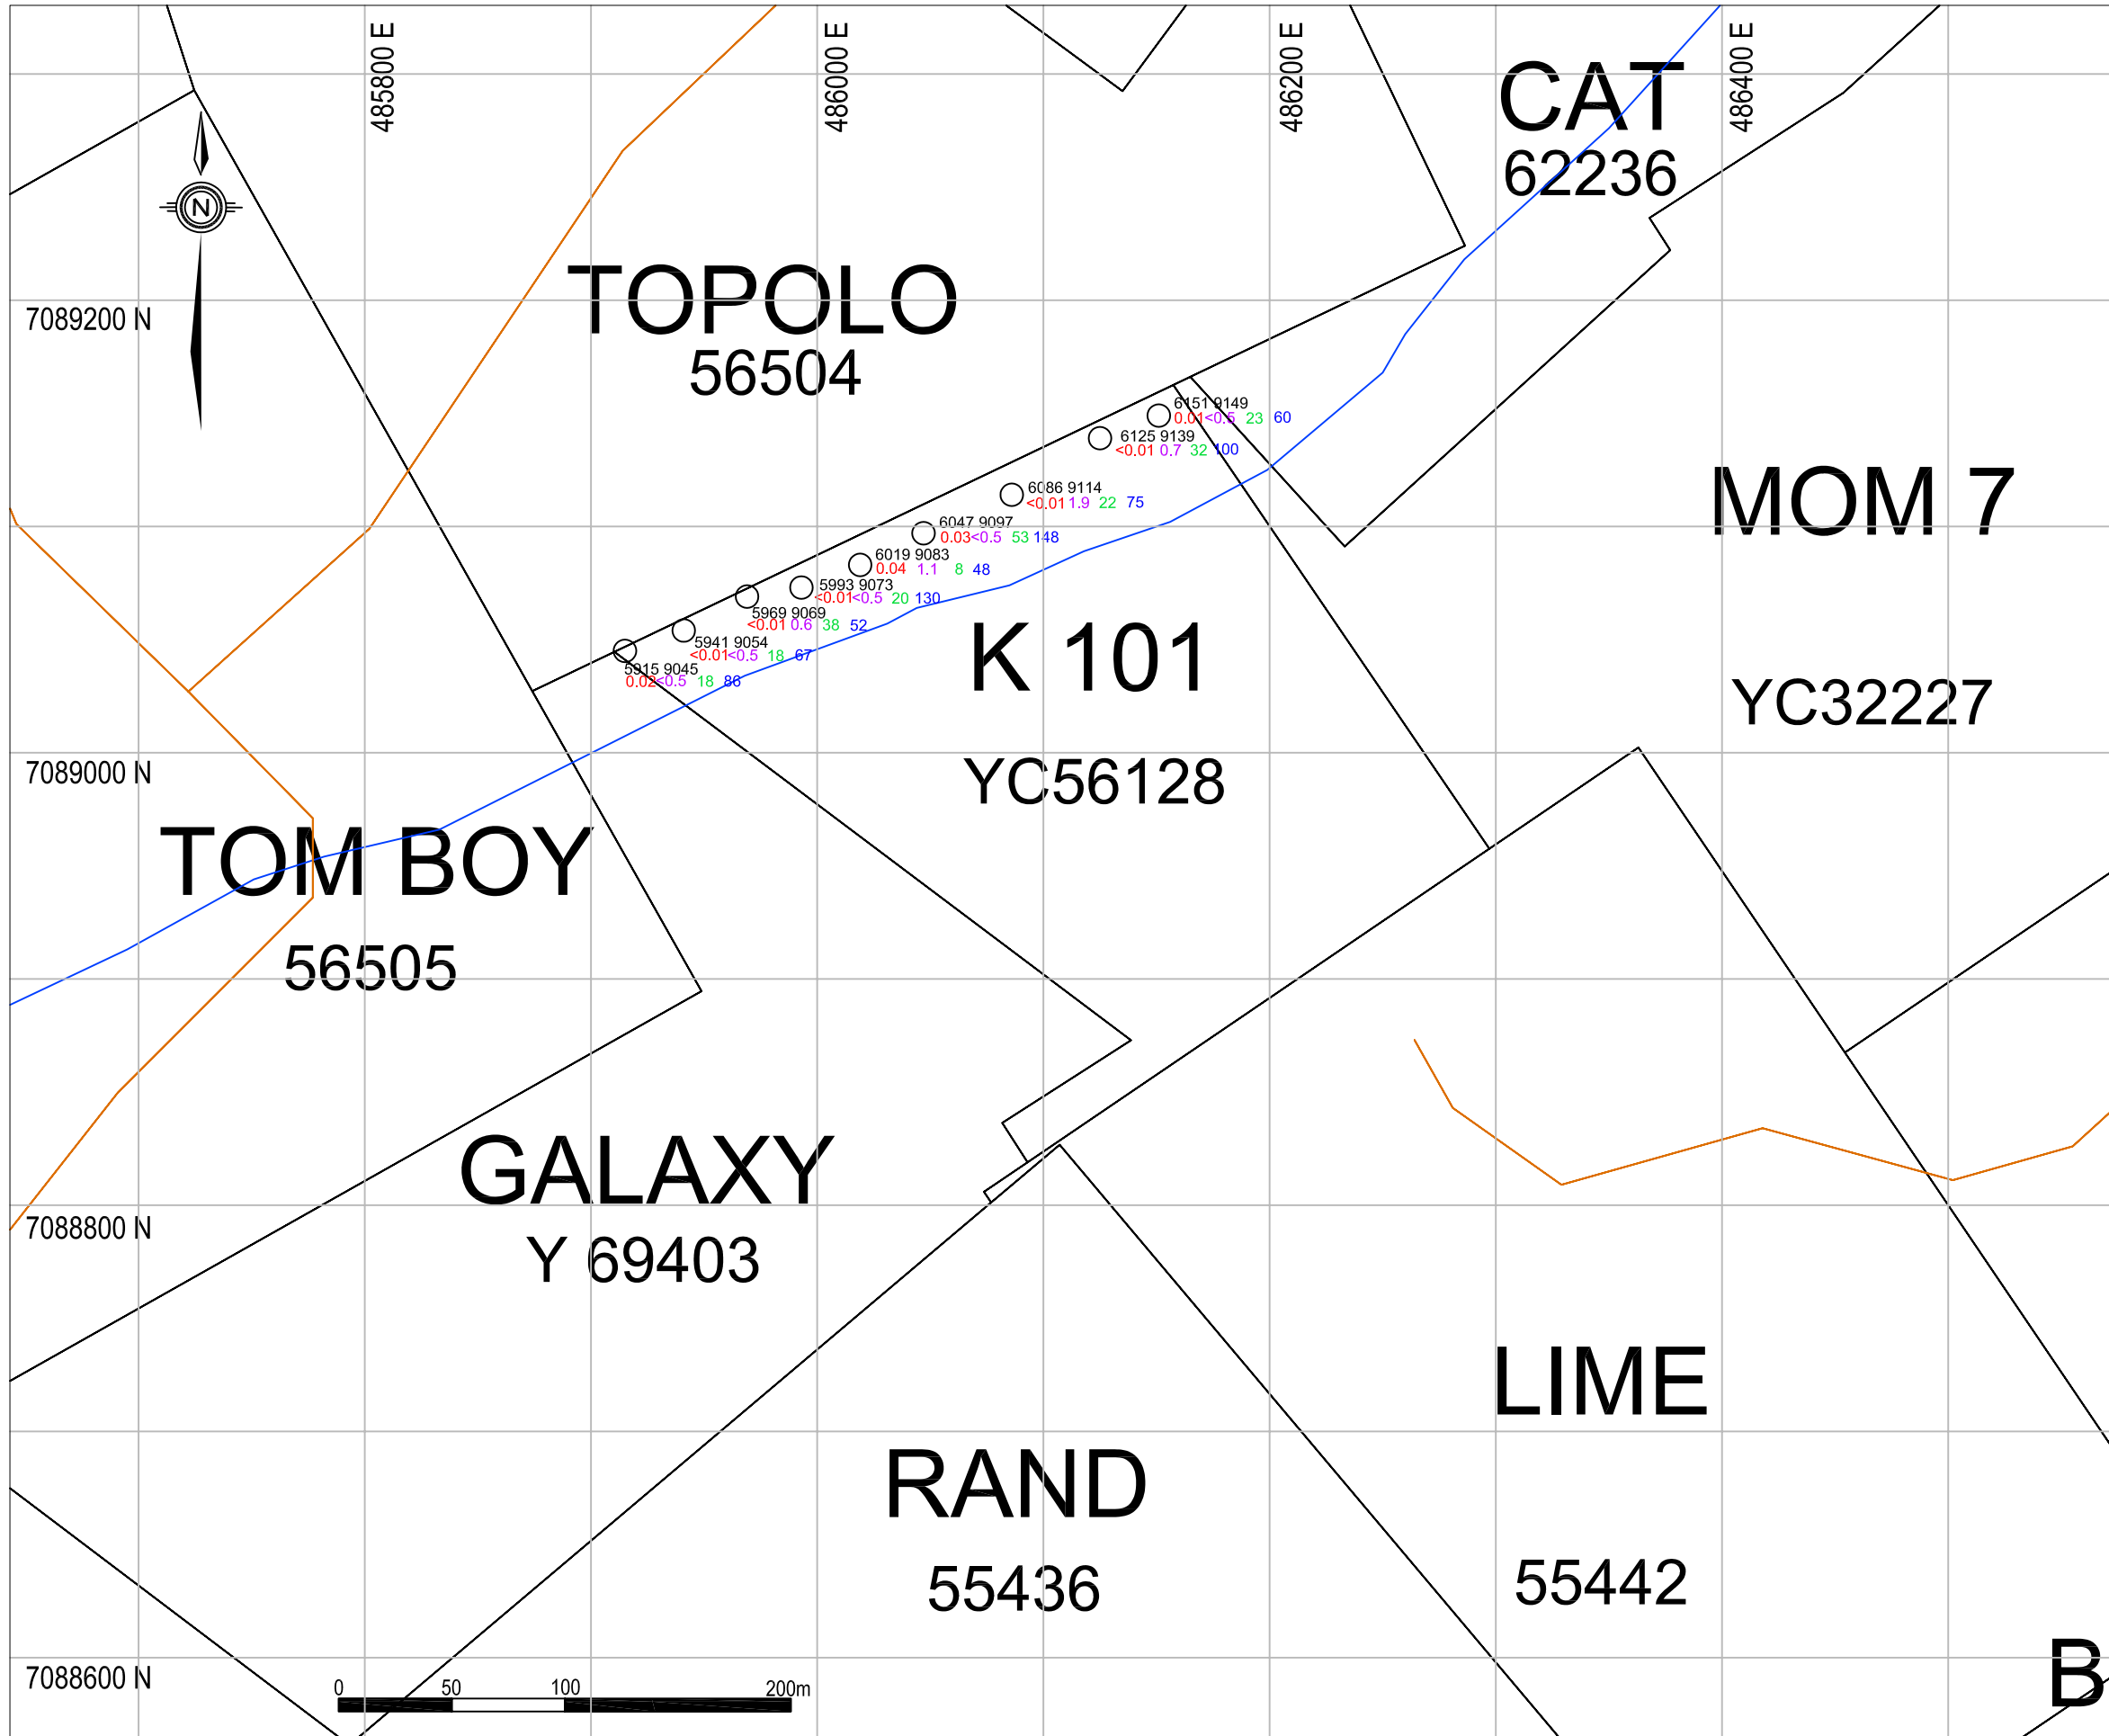 485800 E
486000 E
486200 E
486400 E
CAT
62236
N
TOPOLO
56504
7089200 N
6151 9149
0.01 <0.5 23 60
6125 9139
<0.01 0.7 32 100
6086 9114
<0.01 1.9 22 75
6047 9097
0.03 <0.5 53 148
6019 9083
0.04 1.1 8 48
5993 9073
<0.01 <0.5 20 130
5969 9069
<0.01 0.6 38 52
5941 9054
<0.01 <0.5 18 67
5915 9045
0.02 <0.5 18 86
MOM 7
YC32227
K 101
YC56128
7089000 N
TOM BOY
56505
GALAXY
Y 69403
7088800 N
LIME
55442
RAND
55436
7088600 N
0 50 100 200m
B